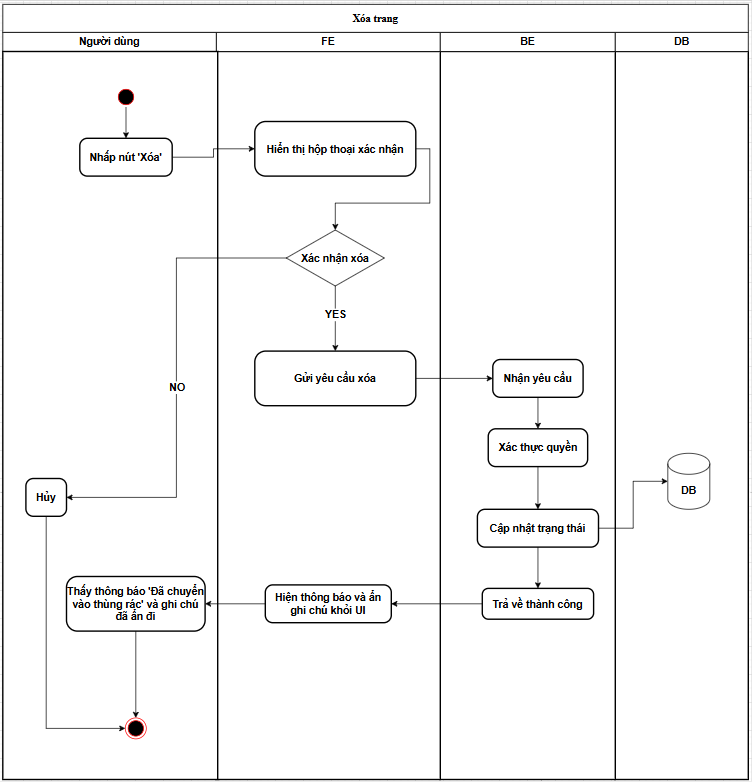 Xóa trang
Người dùng
FE
BE
DB
Nhấp nút 'Xóa'
Hiển thị hộp thoại xác nhận
Xác nhận xóa
YES
NO
Gửi yêu cầu xóa
Nhận yêu cầu
Xác thực quyền
Hủy
DB
Cập nhật trạng thái
Thấy thông báo 'Đã chuyển
vào thùng rác' và ghi chú
đã ẩn đi
Hiện thông báo và ẩn
ghi chú khỏi UI
Trả về thành công